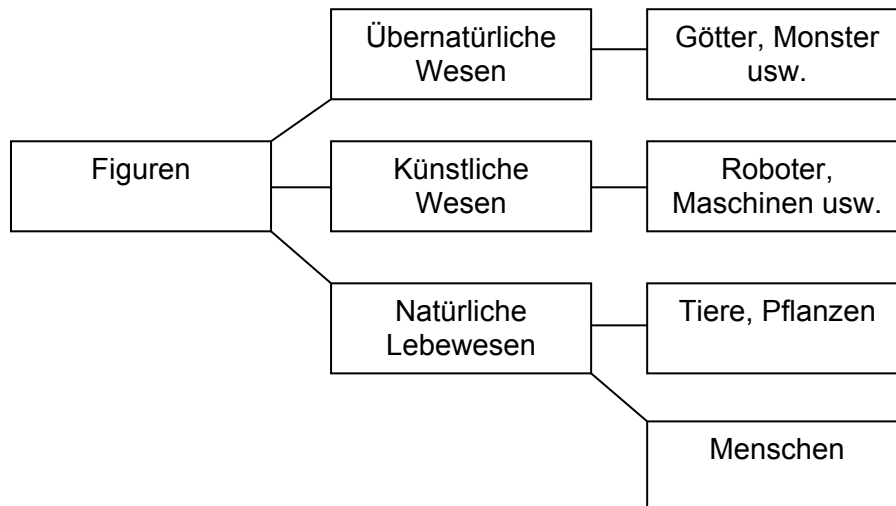 Übernatürliche
Wesen
Götter, Monster
usw.
Figuren
Künstliche
Wesen
Roboter,
Maschinen usw.
Natürliche
Lebewesen
Tiere, Pflanzen
Menschen